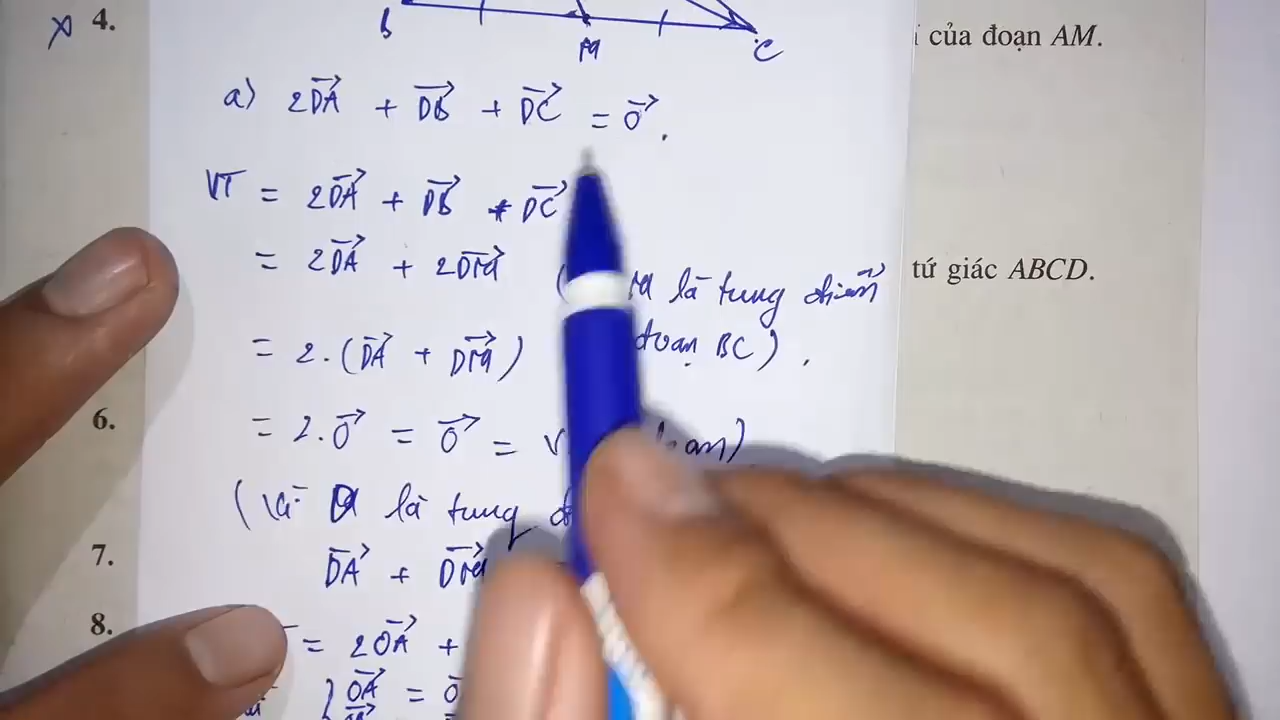 4.
B M C
i của đoạn AM.
a) 2DA⃗ + DB⃗ + DC⃗ = 0⃗.
VT = 2DA⃗ + DB⃗ + DC⃗
= 2DA⃗ + 2DM⃗ ( M là trung điểm
tứ giác ABCD.
= 2.(DA⃗ + DM⃗) đoạn BC).
6.
= 2.0⃗ = 0⃗ =
( Vì D là trung
7.
DA⃗ + DM⃗
8.
= 2OA⃗ +
OA⃗ =